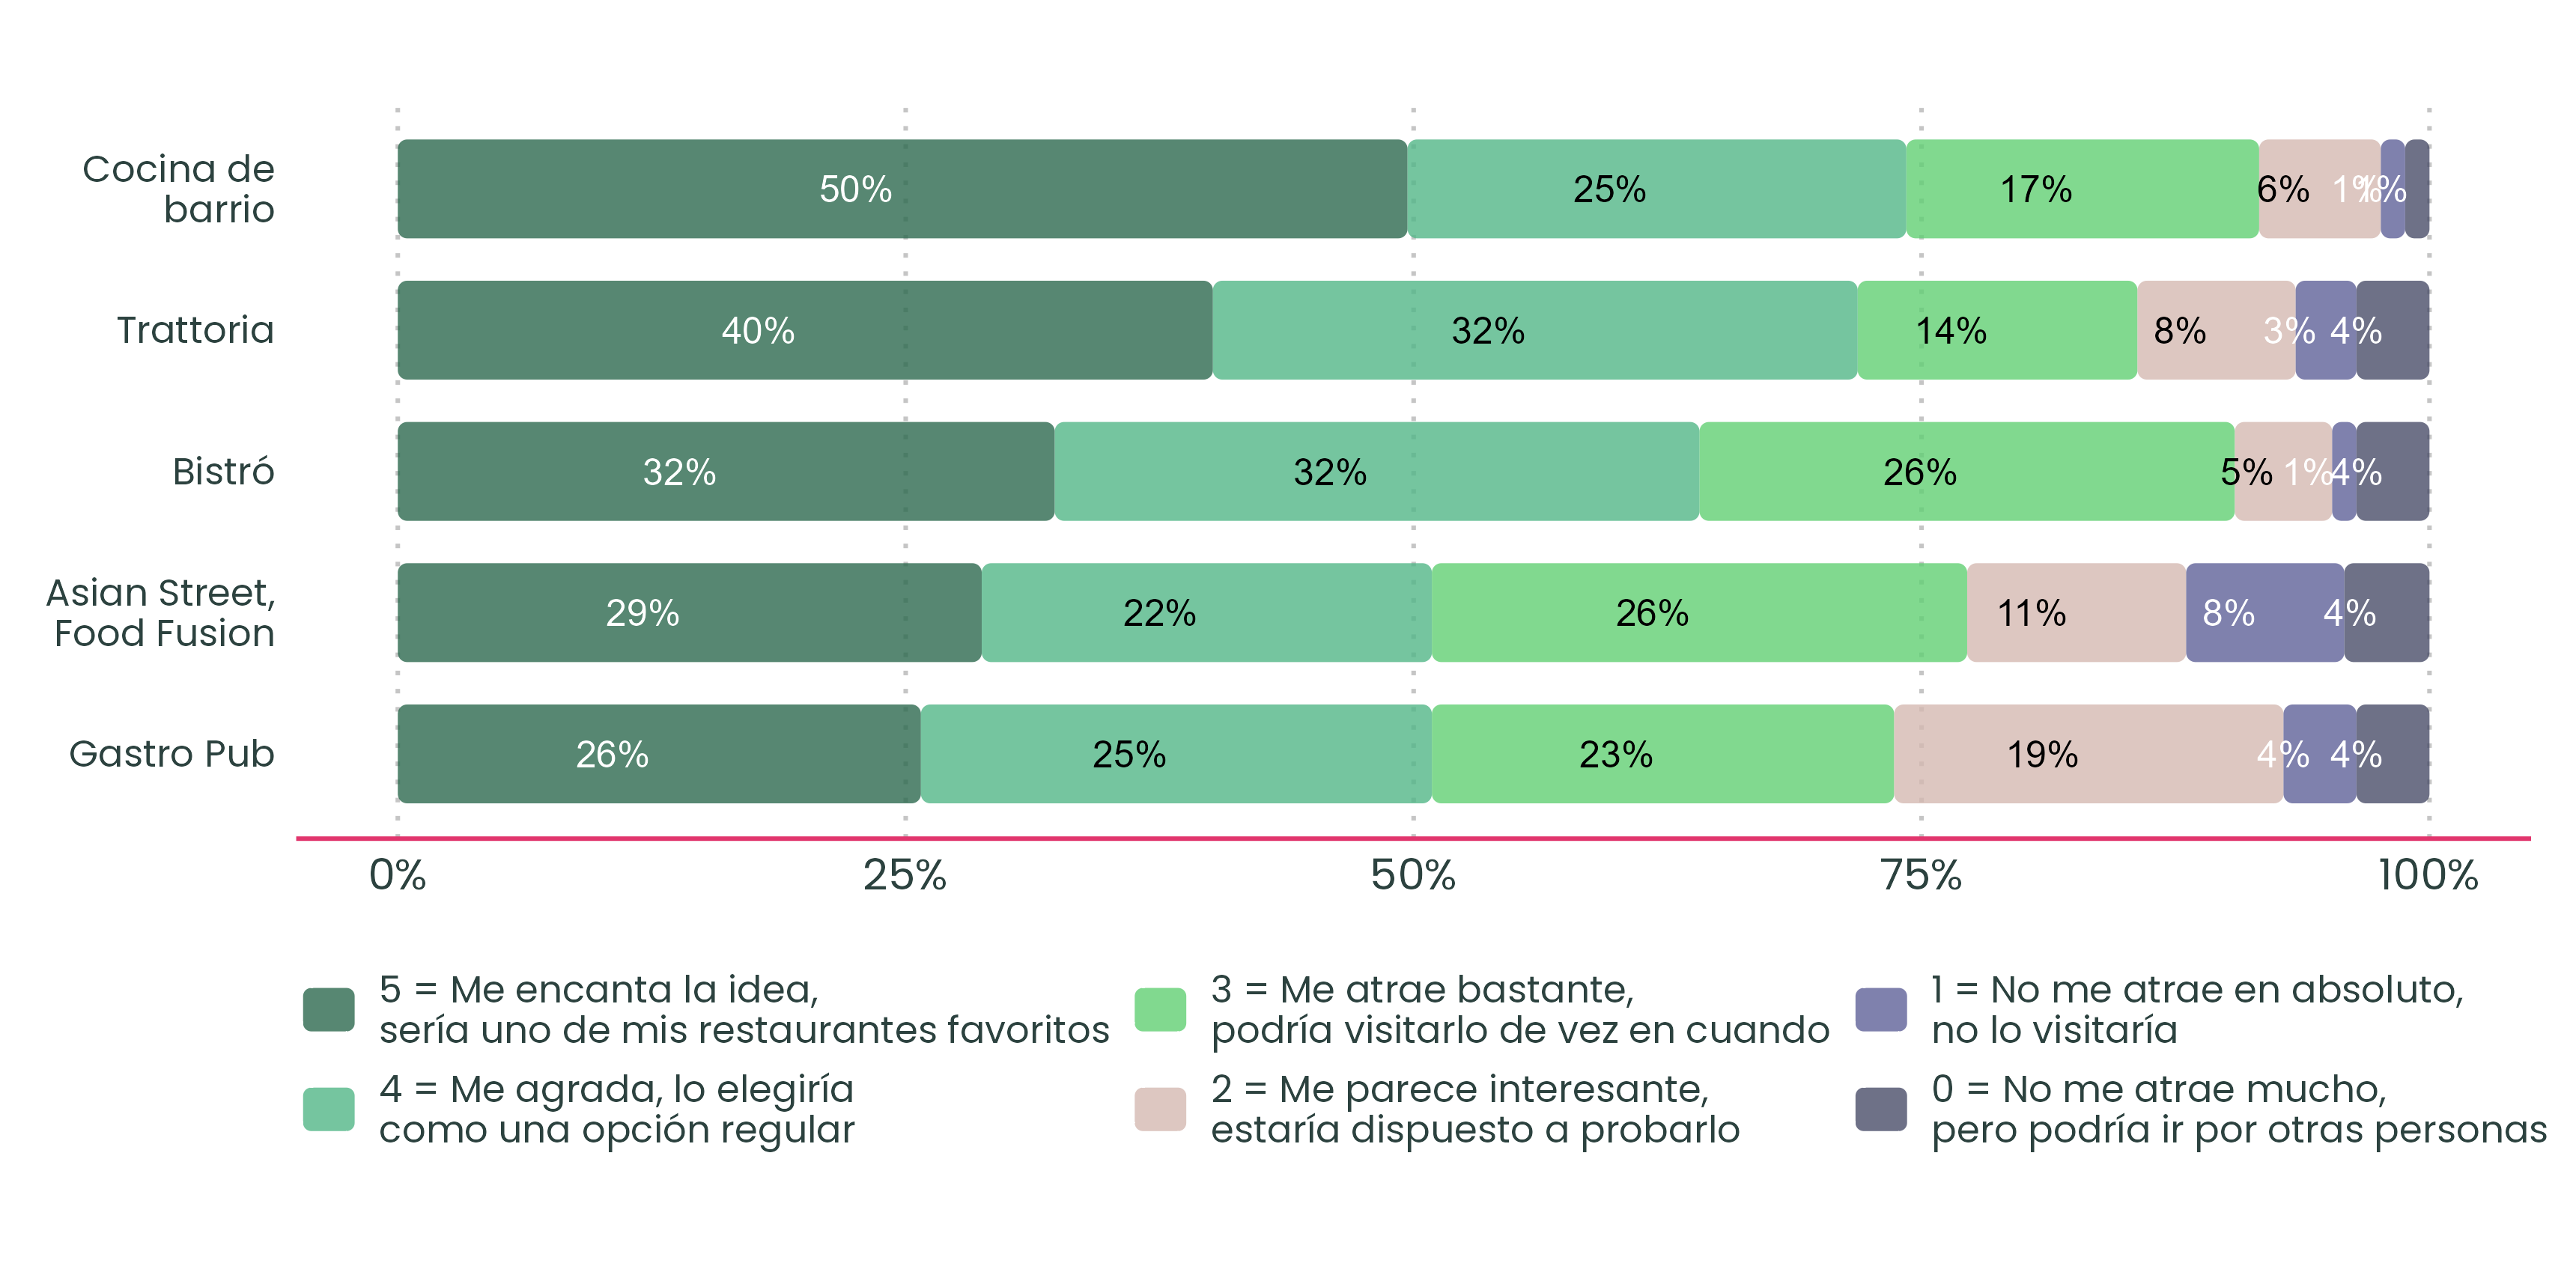 Cocina de
barrio
50% 25% 17% 6% 1% 1%
Trattoria
40% 32% 14% 8% 3% 4%
Bistró
32% 32% 26% 5% 1% 4%
Asian Street,
Food Fusion
29% 22% 26% 11% 8% 4%
Gastro Pub
26% 25% 23% 19% 4% 4%
0% 25% 50% 75% 100%
5 = Me encanta la idea,
sería uno de mis restaurantes favoritos
4 = Me agrada, lo elegiría
como una opción regular
3 = Me atrae bastante,
podría visitarlo de vez en cuando
2 = Me parece interesante,
estaría dispuesto a probarlo
1 = No me atrae en absoluto,
no lo visitaría
0 = No me atrae mucho,
pero podría ir por otras personas